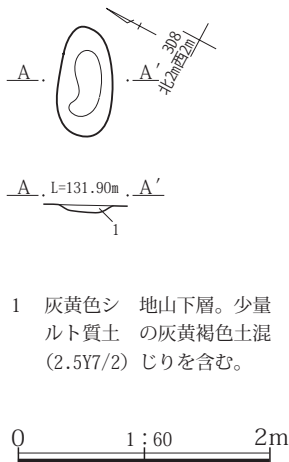 3D8
北2m西2m
A . . A′
A . L=131.90m . A′
1
1 灰黄色シ 地山下層。少量
ルト質土 の灰黄褐色土混
(2.5Y7/2) じりを含む。
0 1:60 2m